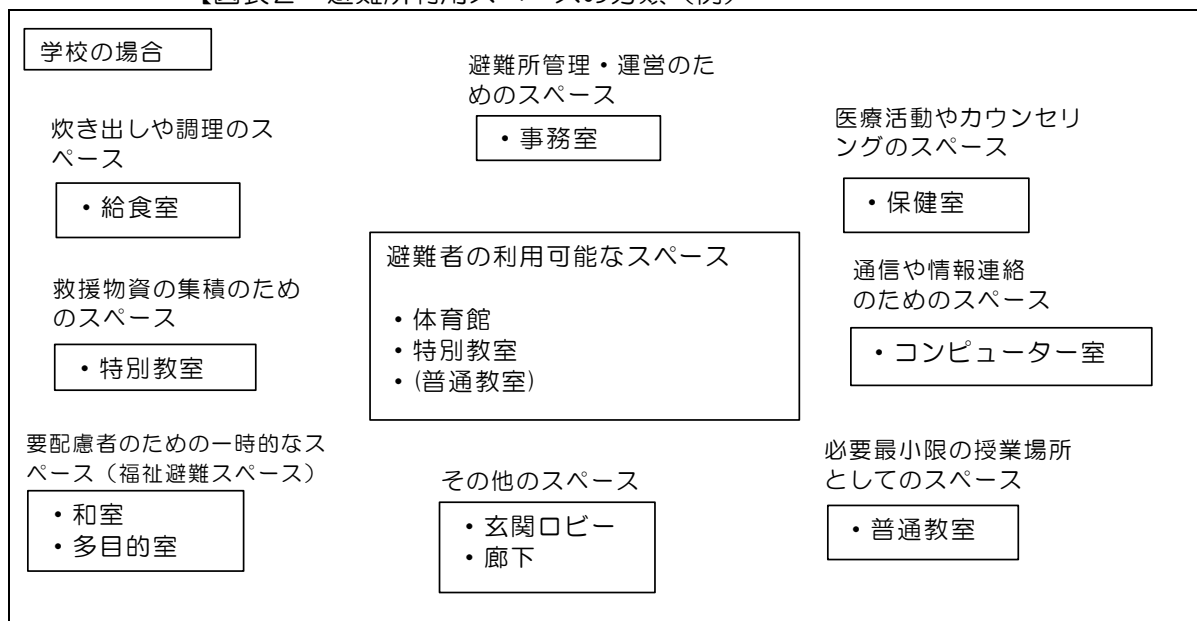 学校の場合
避難所管理・運営のた
めのスペース
・事務室
炊き出しや調理のス
ペース
・給食室
医療活動やカウンセリ
ングのスペース
・保健室
避難者の利用可能なスペース
・体育館
・特別教室
・(普通教室)
救援物資の集積のため
のスペース
・特別教室
通信や情報連絡
のためのスペース
・コンピューター室
要配慮者のための一時的なス
ペース（福祉避難スペース）
・和室
・多目的室
その他のスペース
・玄関ロビー
・廊下
必要最小限の授業場所
としてのスペース
・普通教室